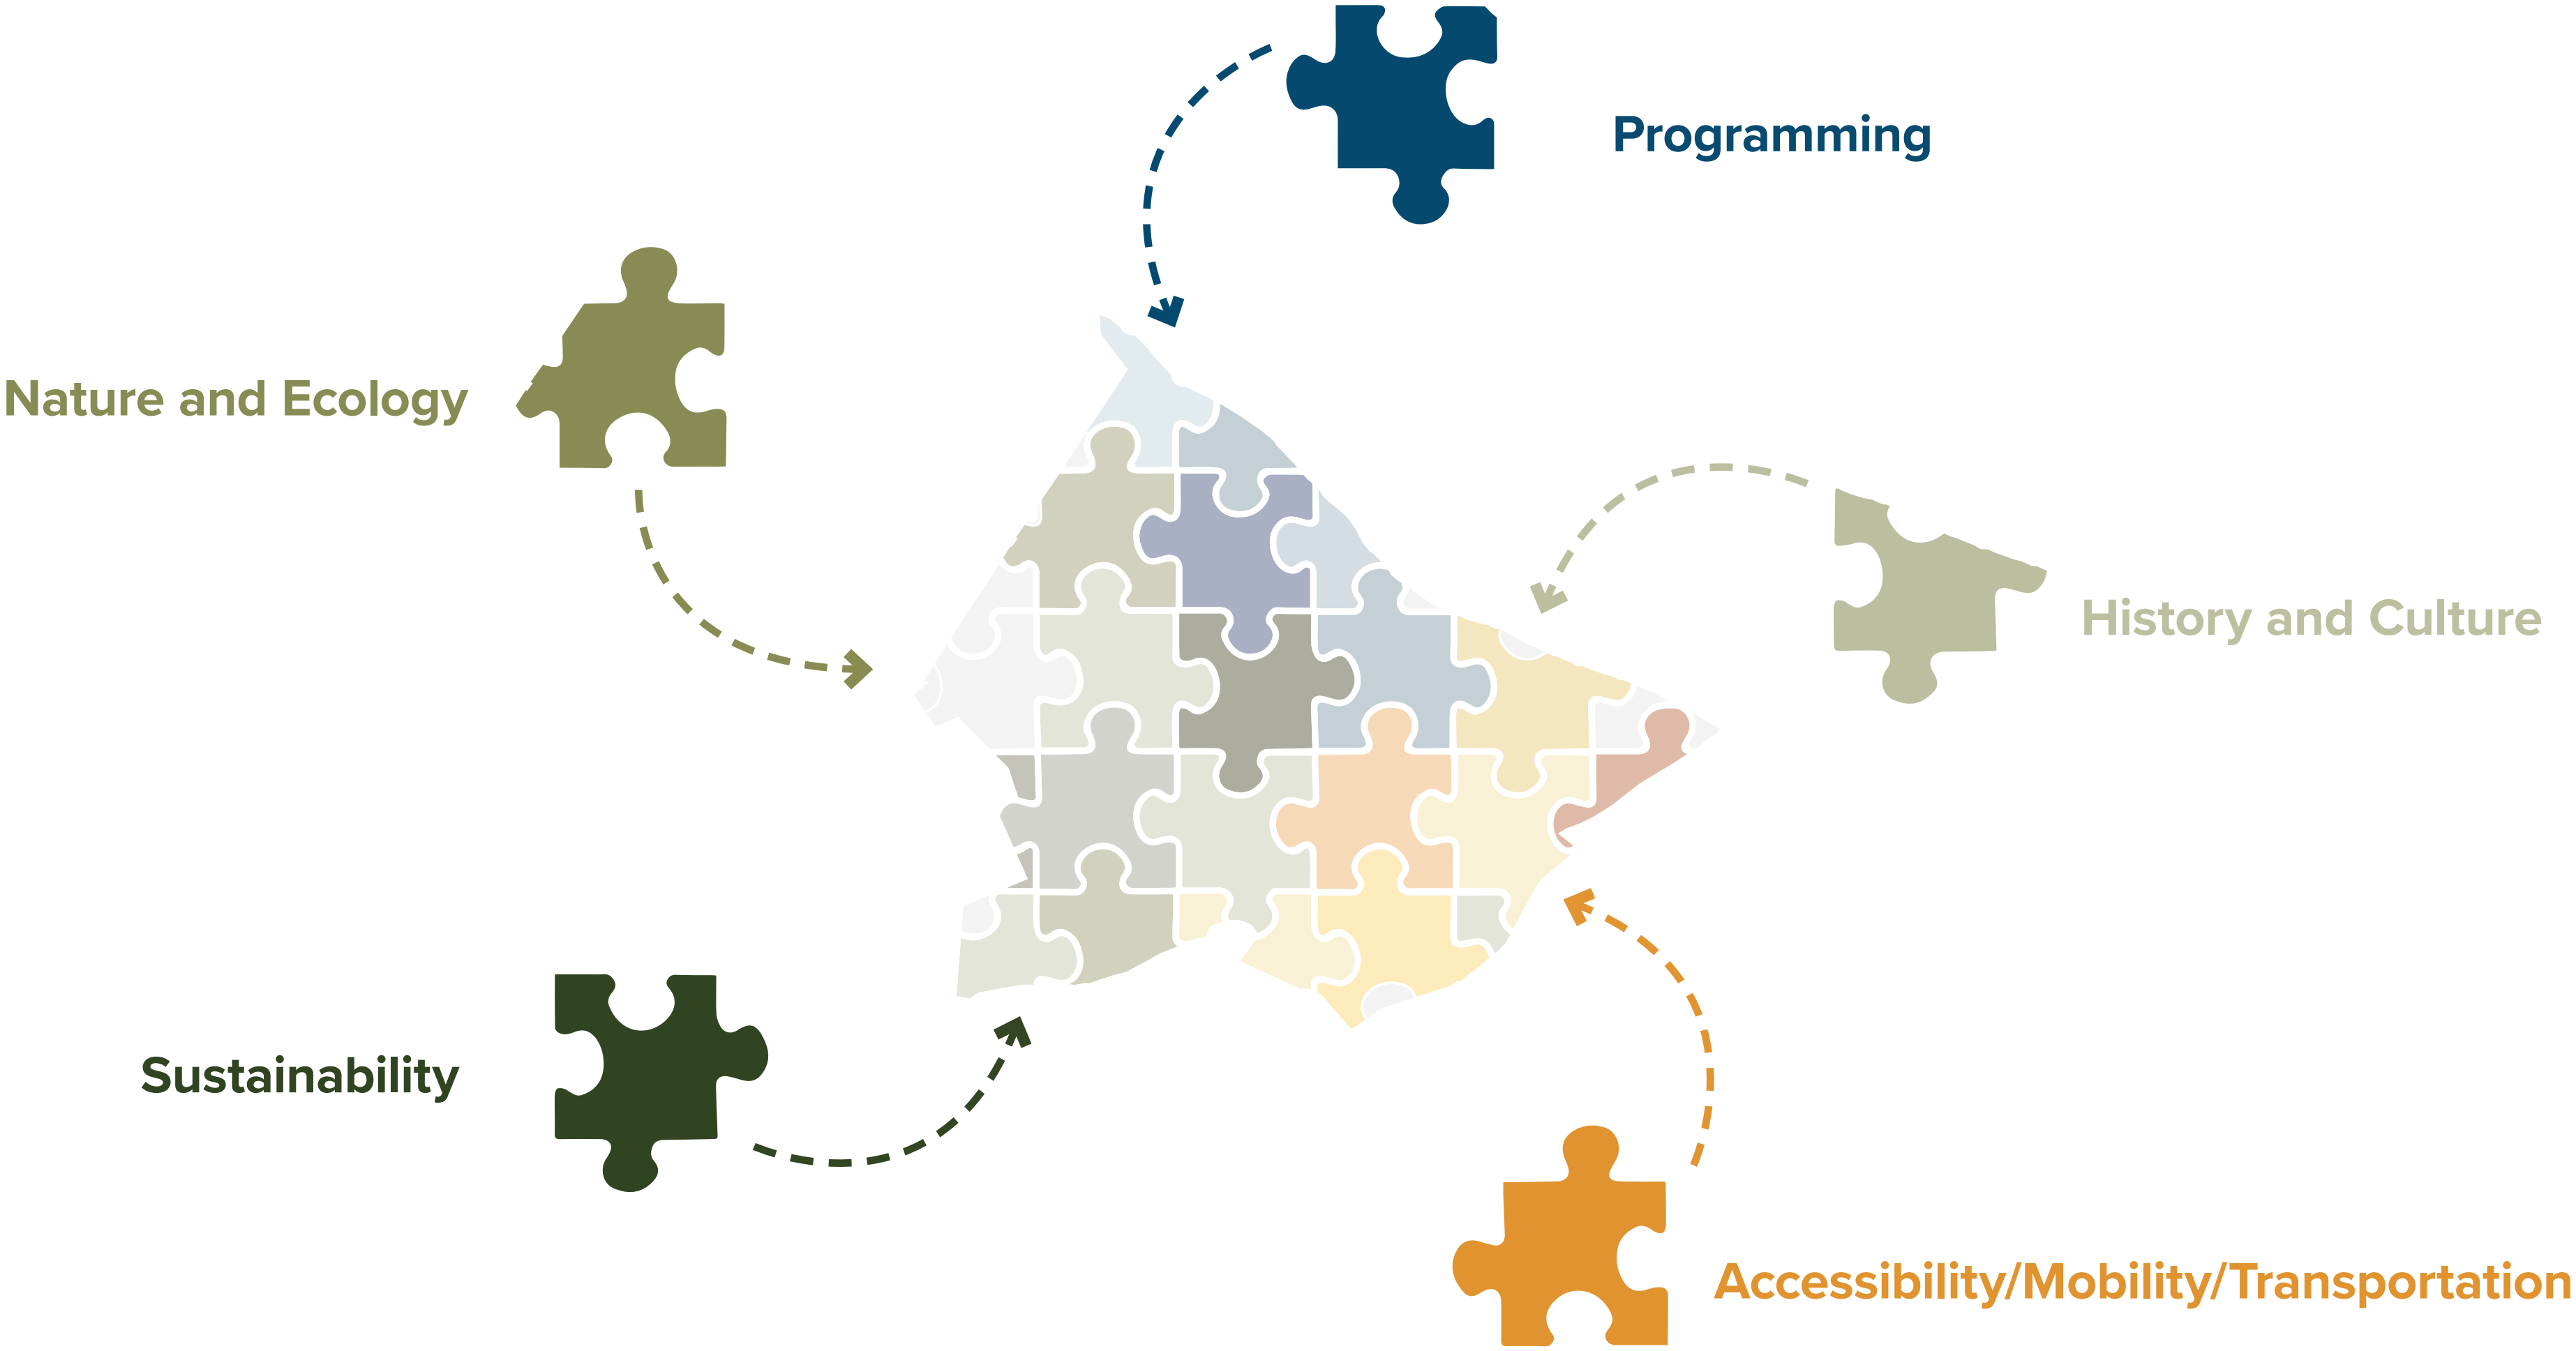 Programming
Nature and Ecology
History and Culture
Sustainability
Accessibility/Mobility/Transportation